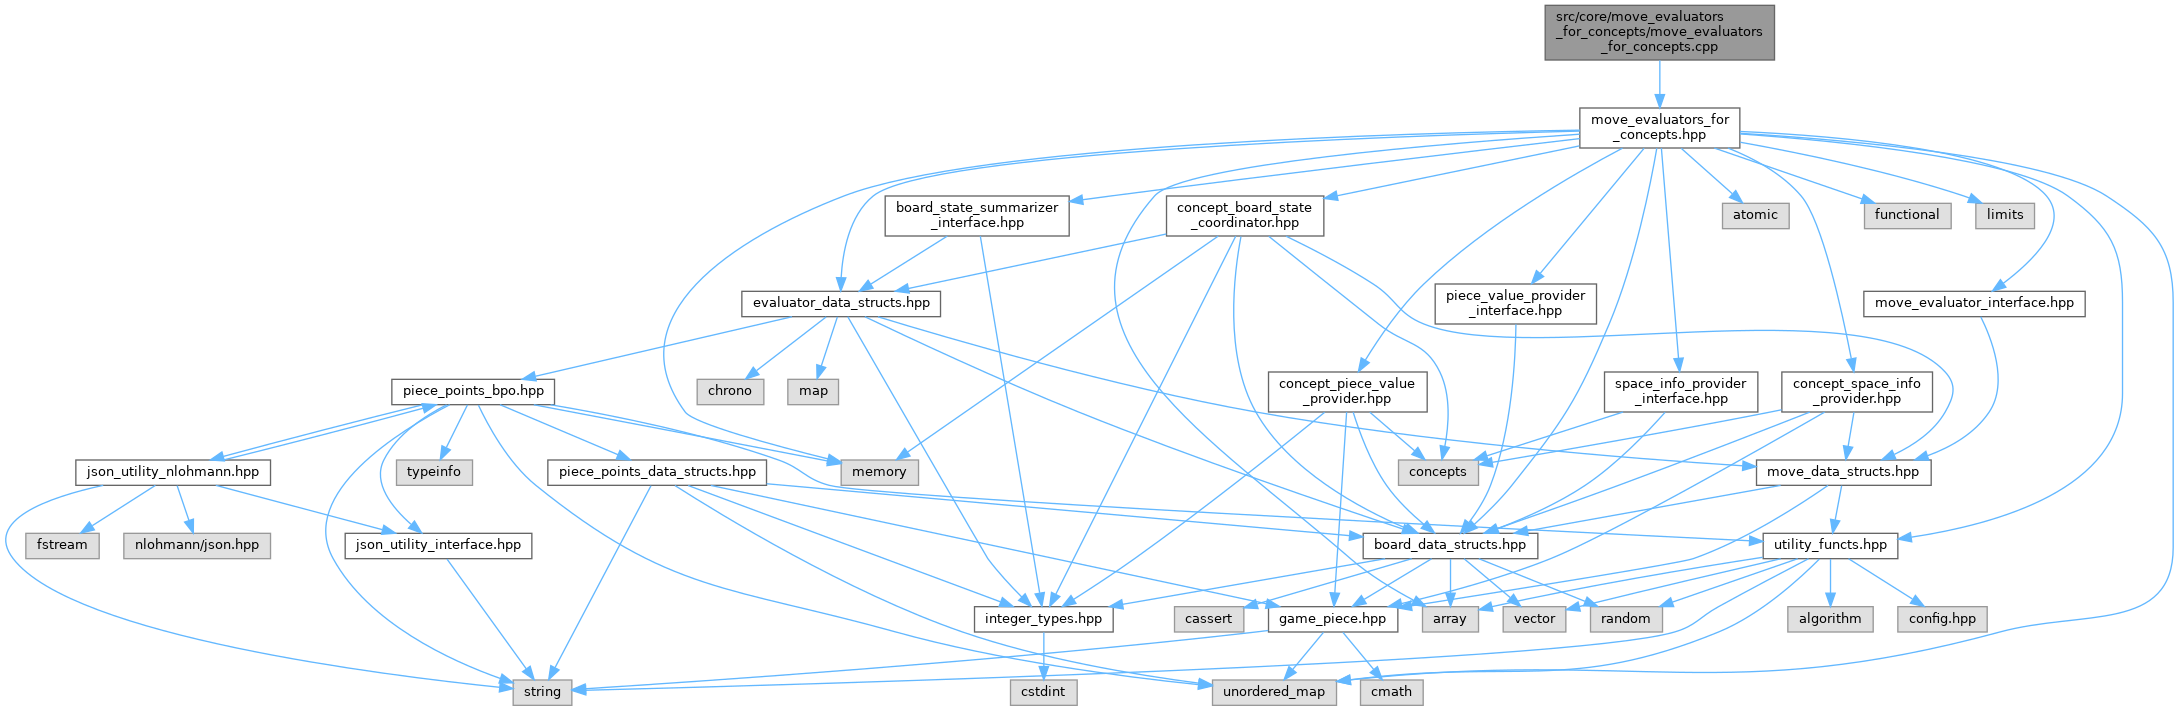 src/core/move_evaluators
_for_concepts/move_evaluators
_for_concepts.cpp
move_evaluators_for
_concepts.hpp
board_state_summarizer
_interface.hpp
concept_board_state
_coordinator.hpp
atomic
functional
limits
evaluator_data_structs.hpp
piece_value_provider
_interface.hpp
move_evaluator_interface.hpp
piece_points_bpo.hpp
chrono
map
concept_piece_value
_provider.hpp
space_info_provider
_interface.hpp
concept_space_info
_provider.hpp
json_utility_nlohmann.hpp
typeinfo
piece_points_data_structs.hpp
memory
concepts
move_data_structs.hpp
fstream
nlohmann/json.hpp
json_utility_interface.hpp
board_data_structs.hpp
utility_functs.hpp
integer_types.hpp
cassert
game_piece.hpp
array
vector
random
algorithm
config.hpp
string
cstdint
unordered_map
cmath